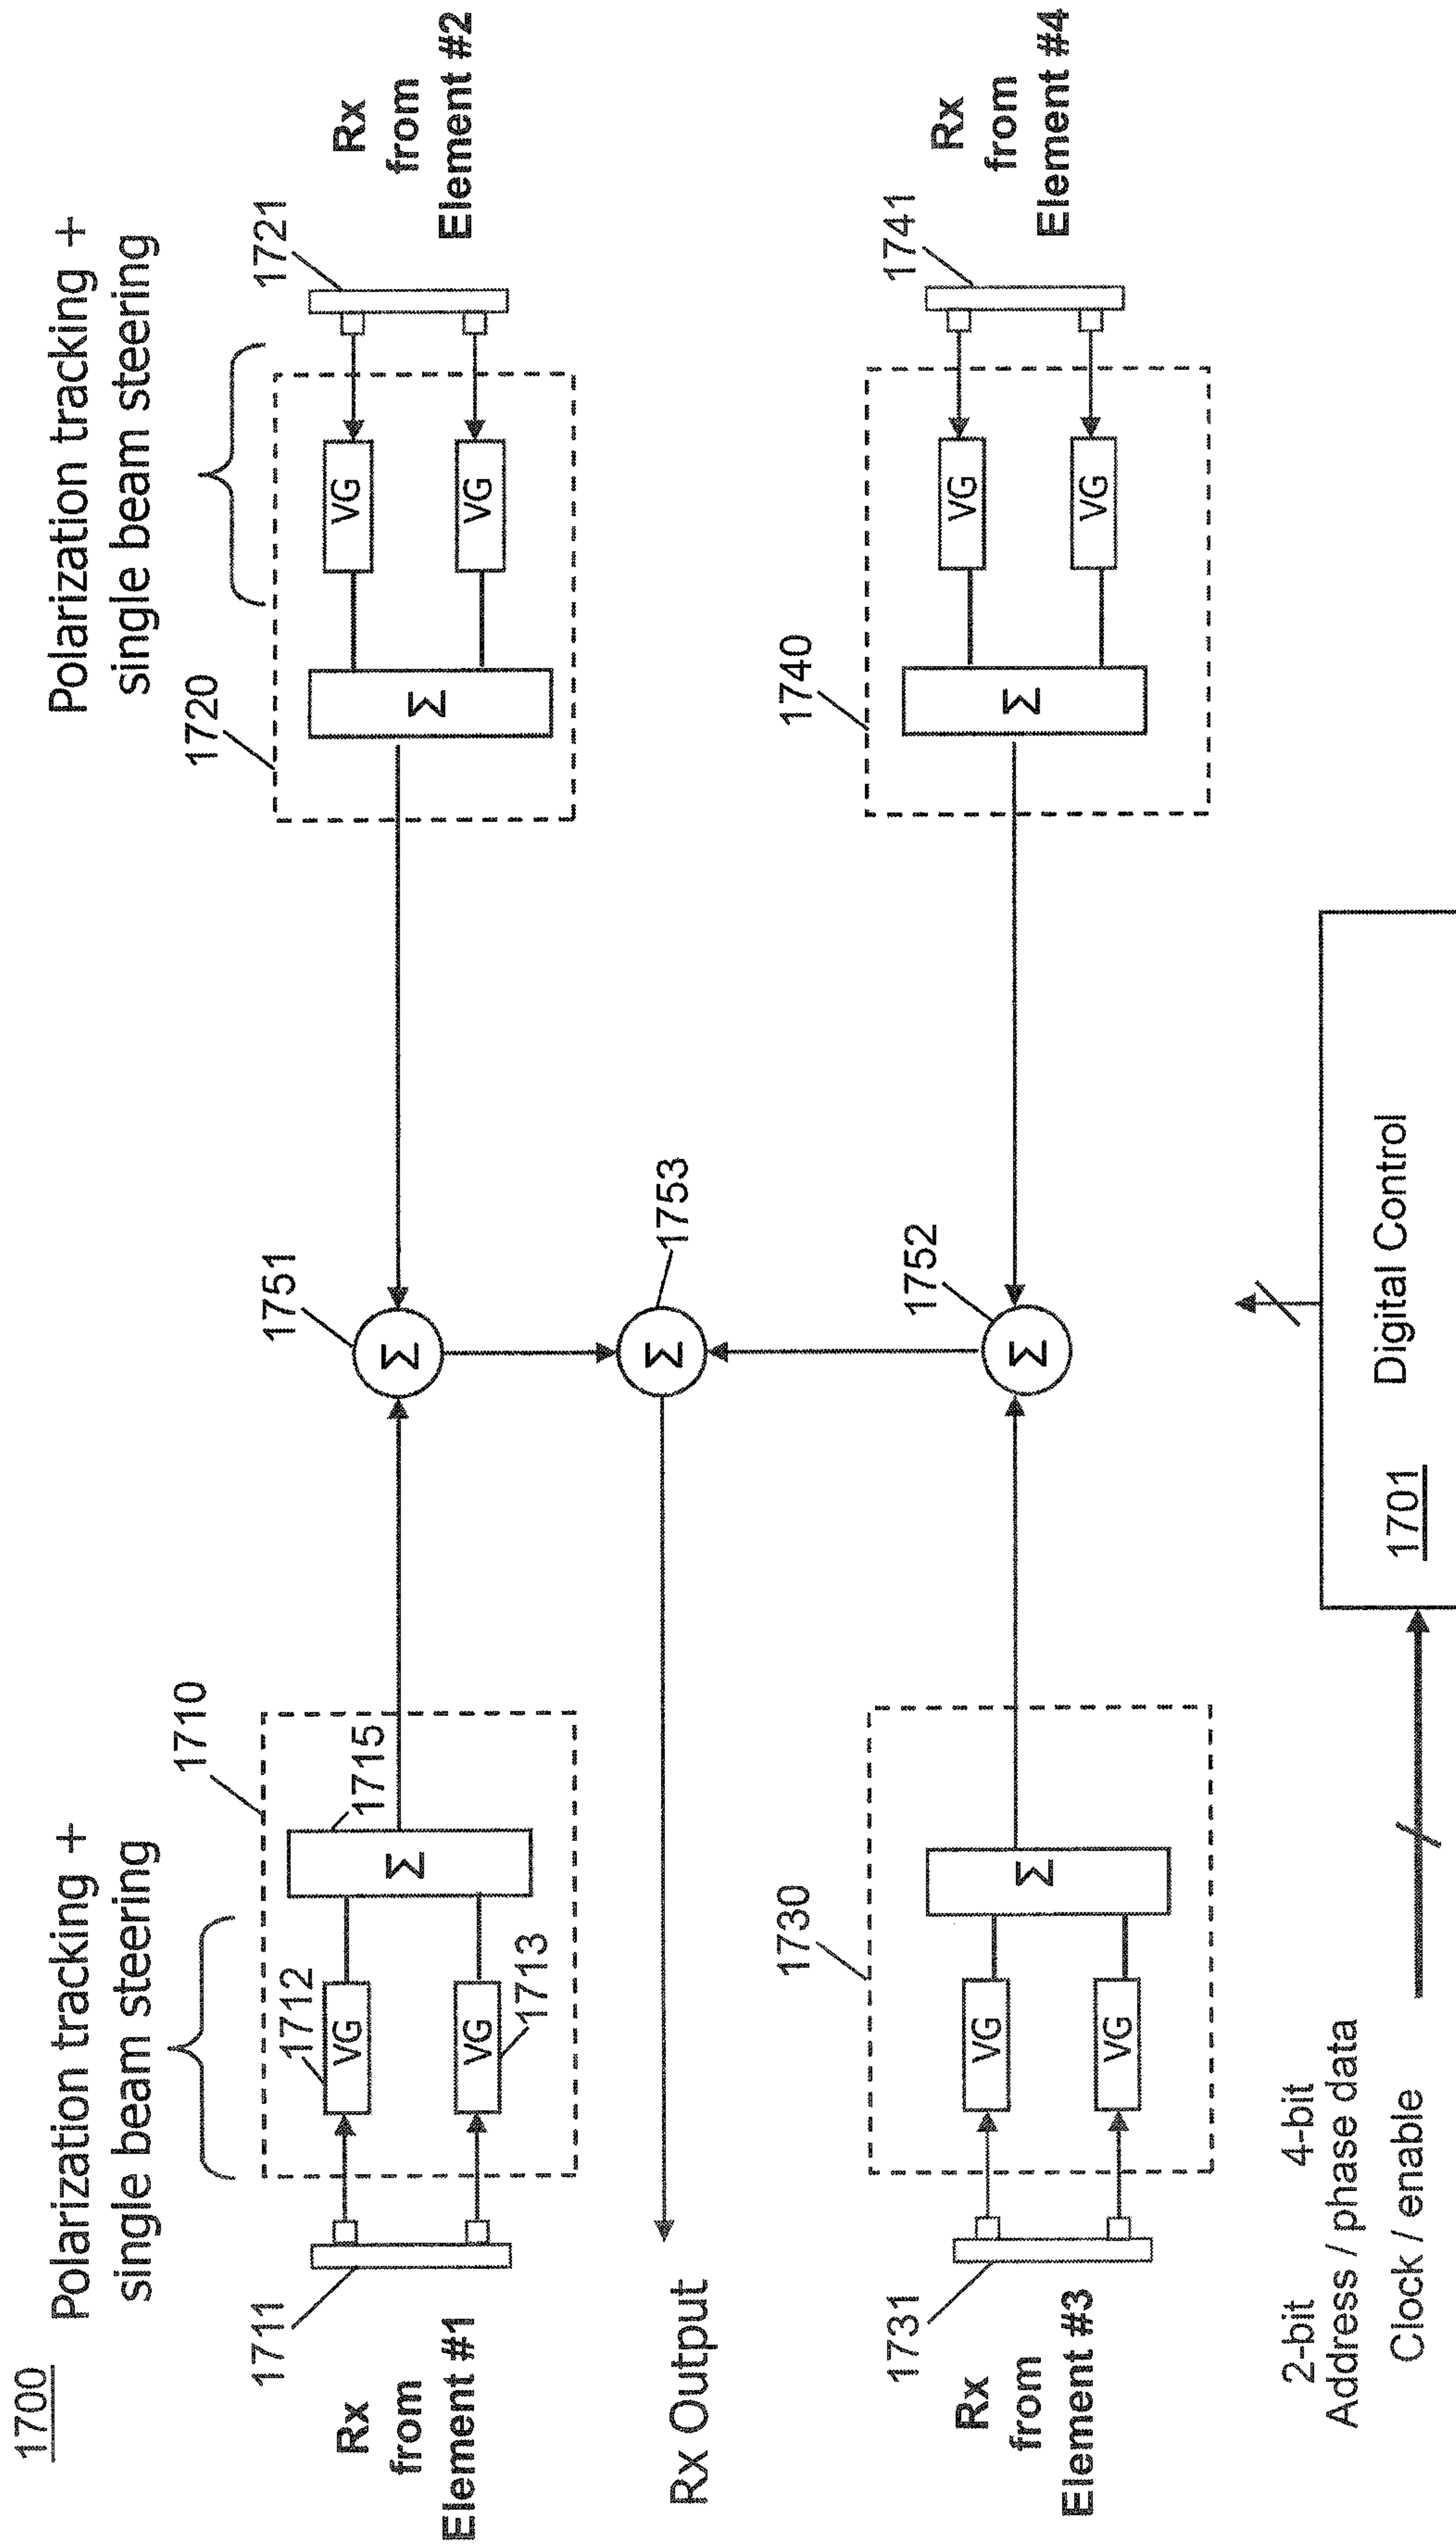 1700
Polarization tracking +
single beam steering
Polarization tracking +
single beam steering
1710
1720
1711
1712
VG
1713
VG
1715
Σ
1751
Σ
Σ
VG
VG
1721
Rx
from
Element #1
Rx
from
Element #2
Rx Output
1753
Σ
1730
1740
1731
VG
VG
Σ
1752
Σ
Σ
VG
VG
1741
Rx
from
Element #3
Rx
from
Element #4
2-bit 4-bit
Address / phase data
Clock / enable
1701
Digital Control